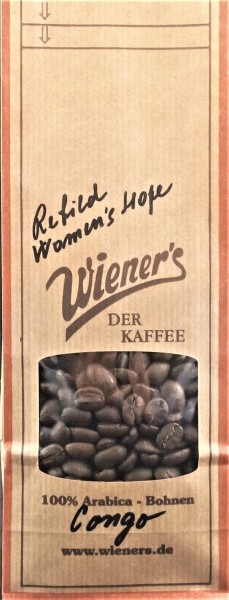 Refild
Women's Hope
Wiener's
DER
KAFFEE
100% Arabica - Bohnen
Congo
www.wieners.de